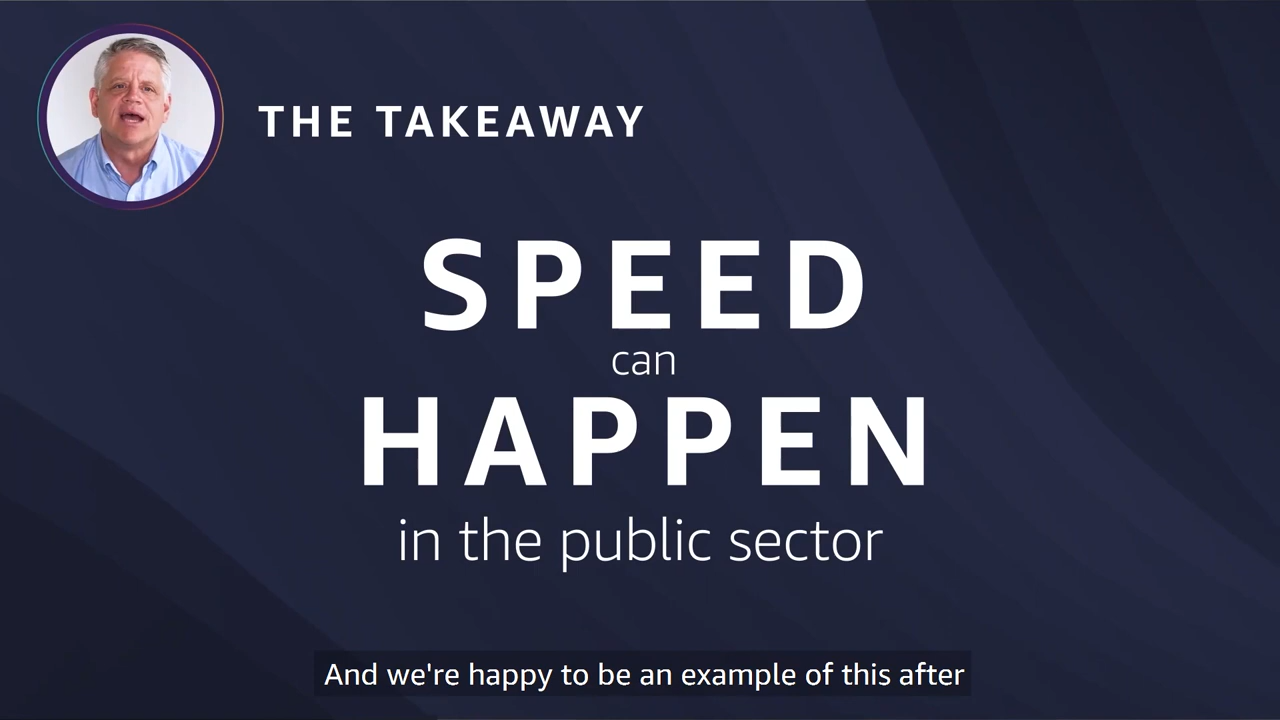 THE TAKEAWAY
SPEED
can
HAPPEN
in the public sector
And we're happy to be an example of this after